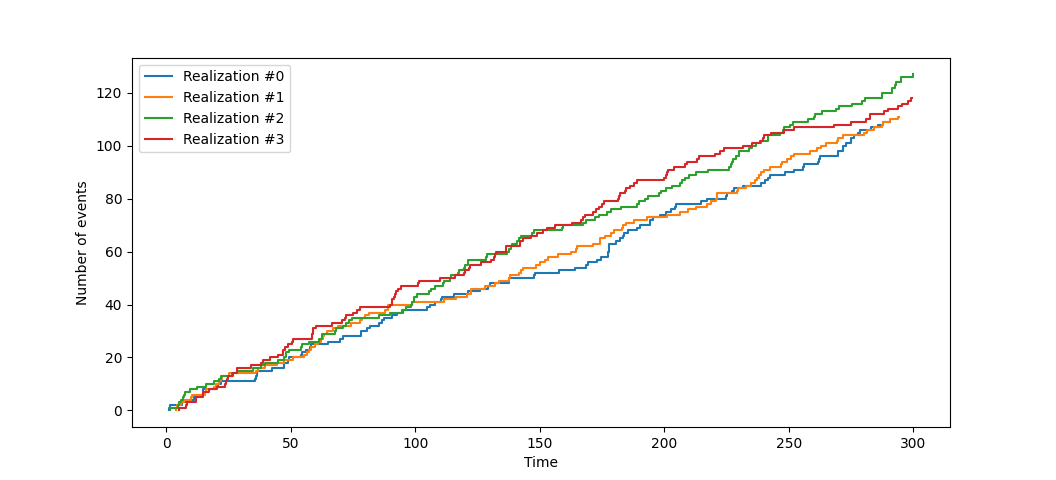 Realization #0
Realization #1
Realization #2
Realization #3
Number of events
120
100
80
60
40
20
0
0 50 100 150 200 250 300
Time